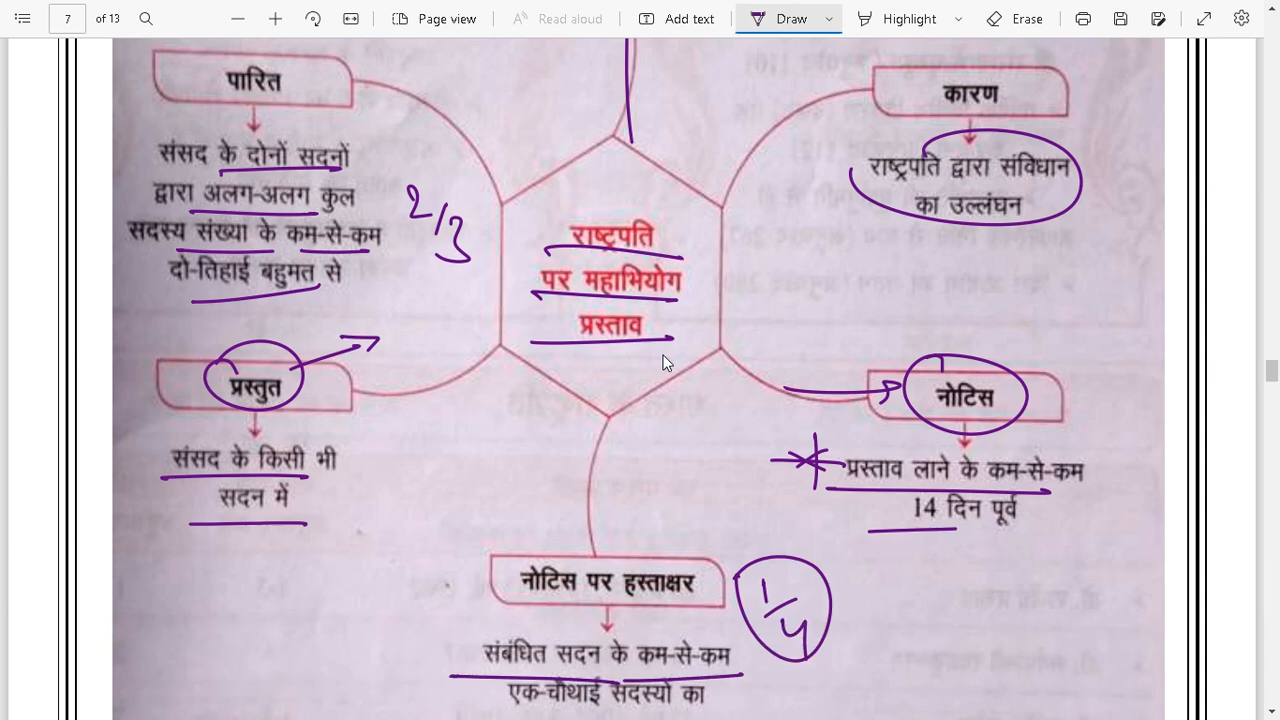 7
of 13
Page view
Read aloud
Add text
Draw
Highlight
Erase
पारित
संसद के दोनों सदनों
द्वारा अलग-अलग कुल
सदस्य संख्या के कम-से-कम
दो-तिहाई बहुमत से
2/3
कारण
राष्ट्रपति द्वारा संविधान
का उल्लंघन
राष्ट्रपति
पर महाभियोग
प्रस्ताव
प्रस्तुत
संसद के किसी भी
सदन में
नोटिस
प्रस्ताव लाने के कम-से-कम
14 दिन पूर्व
नोटिस पर हस्ताक्षर
1/4
संबंधित सदन के कम-से-कम
एक-चौथाई सदस्यों का